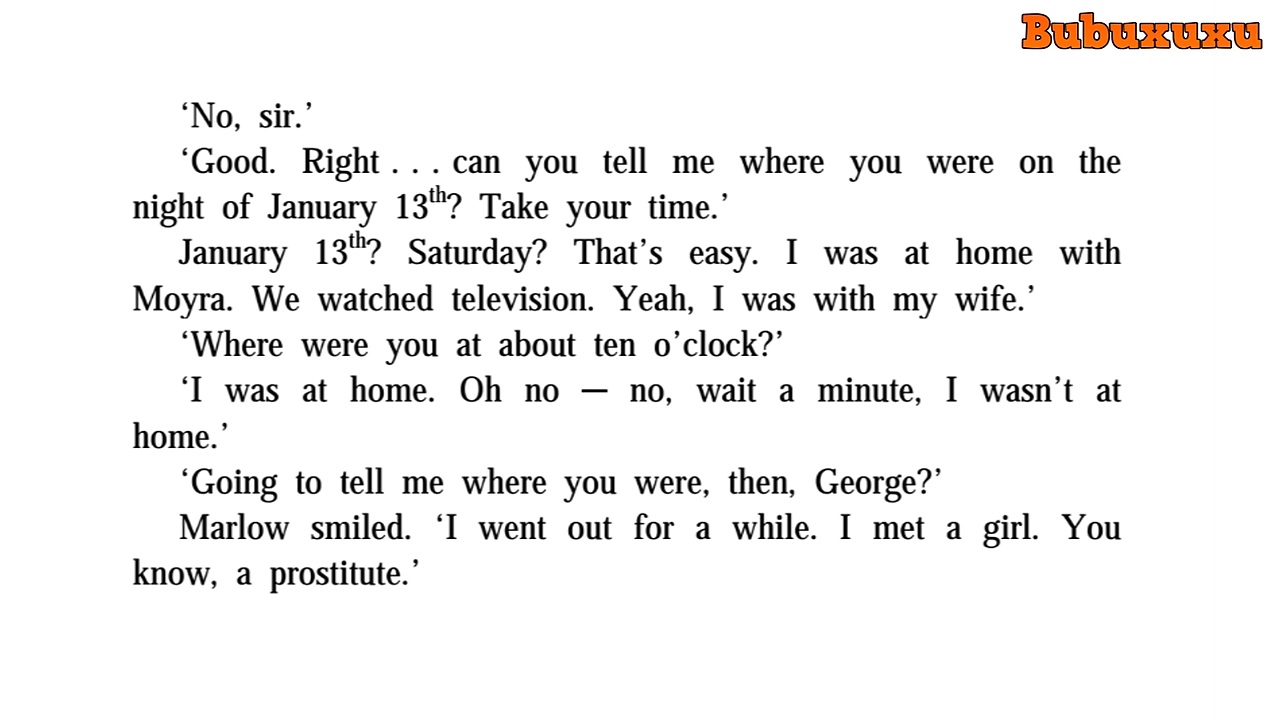 Bubuxuxu
‘No, sir.’
‘Good. Right . . . can you tell me where you were on the
night of January 13th? Take your time.’
January 13th? Saturday? That’s easy. I was at home with
Moyra. We watched television. Yeah, I was with my wife.’
‘Where were you at about ten o’clock?’
‘I was at home. Oh no — no, wait a minute, I wasn’t at
home.’
‘Going to tell me where you were, then, George?’
Marlow smiled. ‘I went out for a while. I met a girl. You
know, a prostitute.’